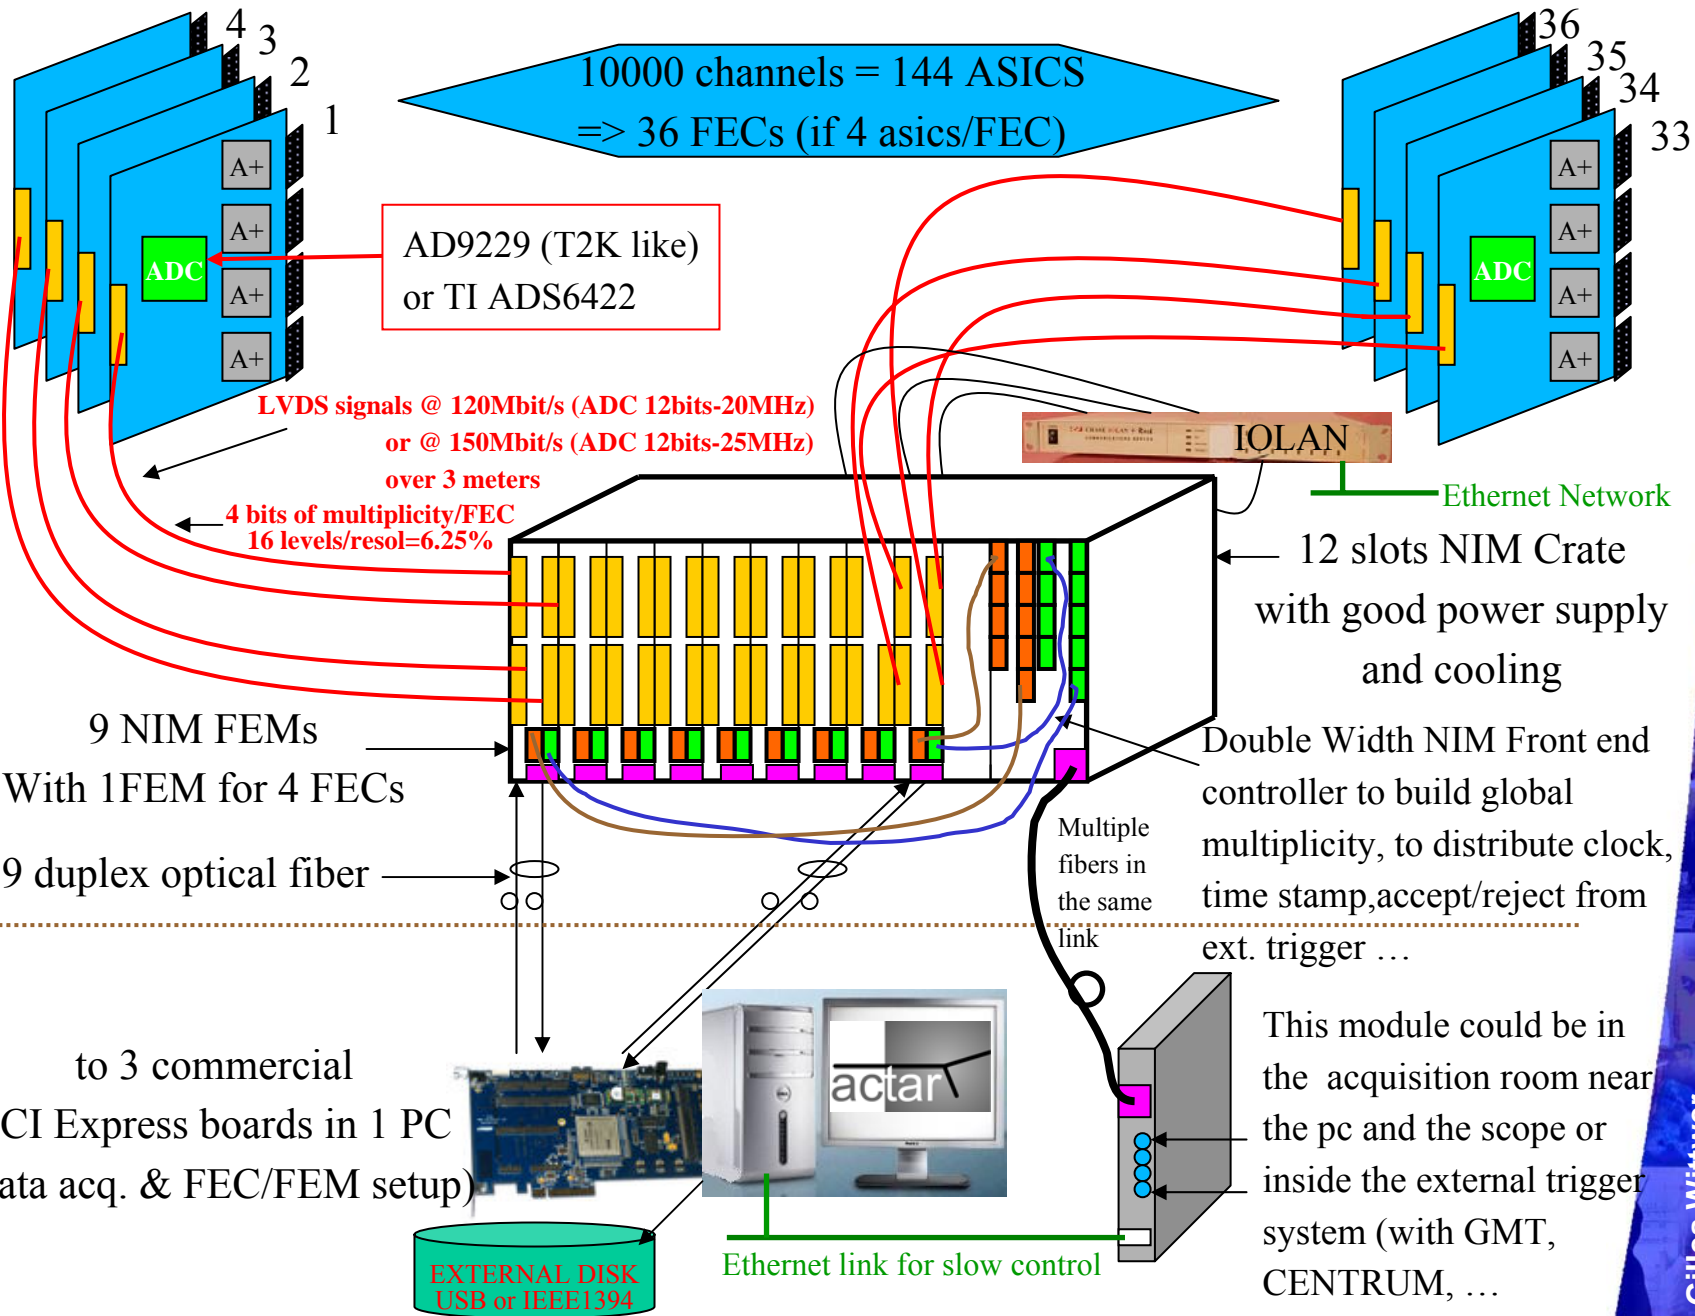 4
3
2
1
10000 channels = 144 ASICS
=> 36 FECs (if 4 asics/FEC)
36
35
34
33
A+
A+
A+
A+
ADC
AD9229 (T2K like)
or TI ADS6422
A+
A+
A+
A+
ADC
LVDS signals @ 120Mbit/s (ADC 12bits-20MHz)
or @ 150Mbit/s (ADC 12bits-25MHz)
over 3 meters
4 bits of multiplicity/FEC
16 levels/resol=6.25%
IOLAN
Ethernet Network
12 slots NIM Crate
with good power supply
and cooling
9 NIM FEMs
With 1FEM for 4 FECs
9 duplex optical fiber
Double Width NIM Front end
controller to build global
multiplicity, to distribute clock,
time stamp,accept/reject from
ext. trigger …
Multiple
fibers in
the same
link
to 3 commercial
CI Express boards in 1 PC
ata acq. & FEC/FEM setup)
actar
This module could be in
the acquisition room near
the pc and the scope or
inside the external trigger
system (with GMT,
CENTRUM, …
EXTERNAL DISK
USB or IEEE1394
Ethernet link for slow control
Gilles Wittwer